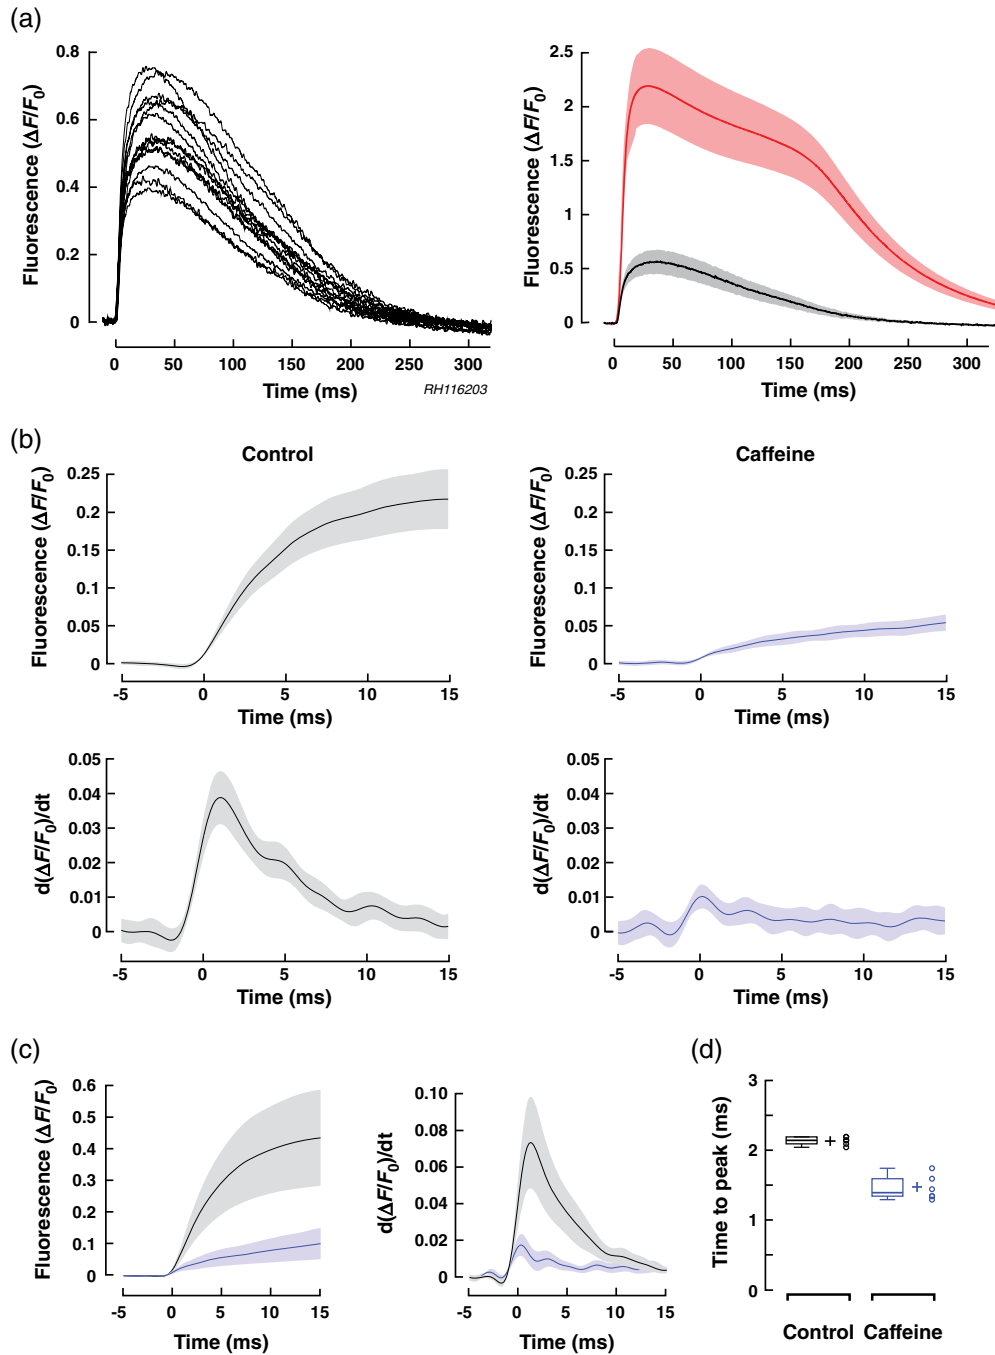 (a)
Fluorescence (ΔF/F0)
0.8
0.6
0.4
0.2
0
0 50 100 150 200 250 300
Time (ms)
RH116203
Fluorescence (ΔF/F0)
2.5
2
1.5
1
0.5
0
0 50 100 150 200 250 300
Time (ms)
(b)
Control
Fluorescence (ΔF/F0)
0.25
0.2
0.15
0.1
0.05
0
-5 0 5 10 15
Time (ms)
Caffeine
Fluorescence (ΔF/F0)
0.25
0.2
0.15
0.1
0.05
0
-5 0 5 10 15
Time (ms)
d(ΔF/F0)/dt
0.05
0.04
0.03
0.02
0.01
0
-5 0 5 10 15
Time (ms)
d(ΔF/F0)/dt
0.05
0.04
0.03
0.02
0.01
0
-5 0 5 10 15
Time (ms)
(c)
Fluorescence (ΔF/F0)
0.6
0.5
0.4
0.3
0.2
0.1
0
-5 0 5 10 15
Time (ms)
d(ΔF/F0)/dt
0.10
0.08
0.06
0.04
0.02
0
-5 0 5 10 15
Time (ms)
(d)
Time to peak (ms)
3
2
1
0
Control Caffeine